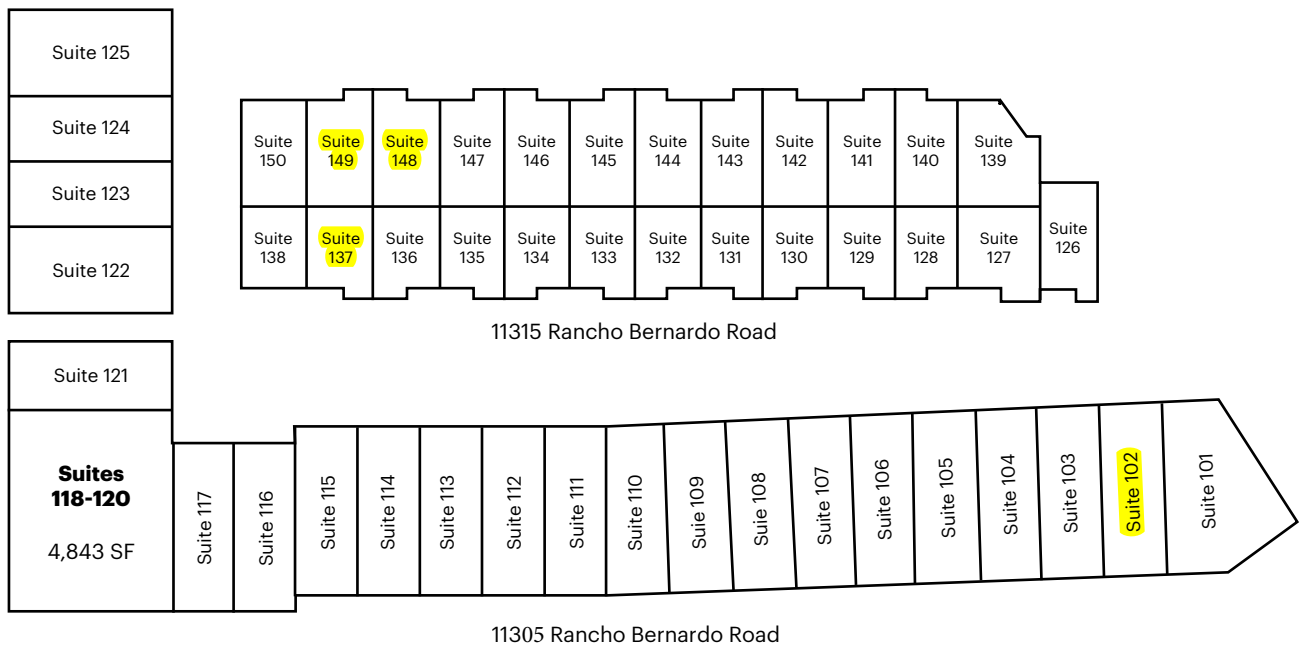 Suite 125
Suite 124
Suite 123
Suite 122
Suite
150
Suite
149
Suite
148
Suite
147
Suite
146
Suite
145
Suite
144
Suite
143
Suite
142
Suite
141
Suite
140
Suite
139
Suite
138
Suite
137
Suite
136
Suite
135
Suite
134
Suite
133
Suite
132
Suite
131
Suite
130
Suite
129
Suite
128
Suite
127
Suite
126
11315 Rancho Bernardo Road
Suite 121
Suites
118-120
4,843 SF
Suite 117
Suite 116
Suite 115
Suite 114
Suite 113
Suite 112
Suite 111
Suite 110
Suie 109
Suie 108
Suite 107
Suite 106
Suite 105
Suite 104
Suite 103
Suite 102
Suite 101
11305 Rancho Bernardo Road